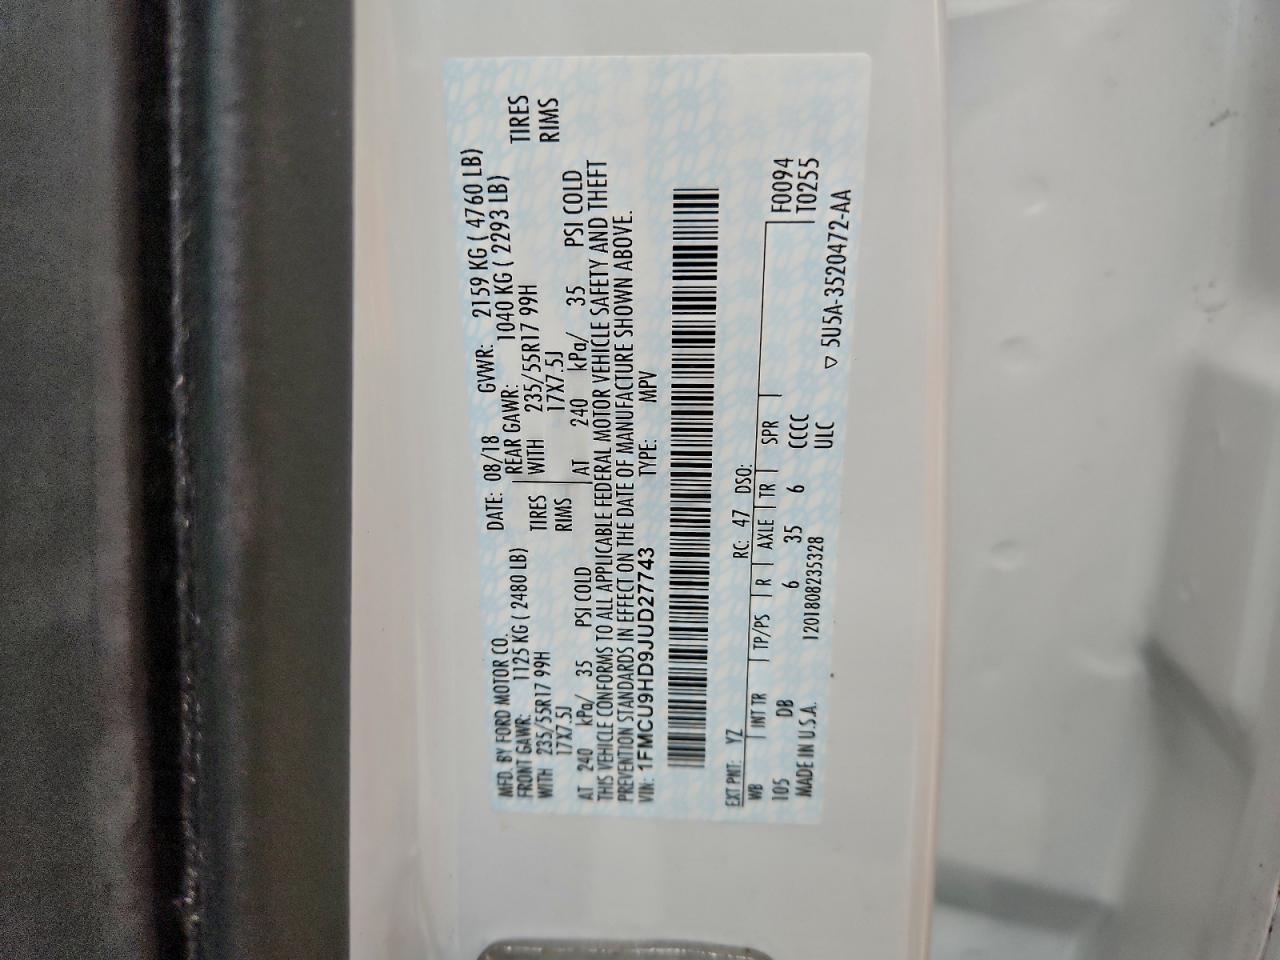 MFD. BY FORD MOTOR CO.
DATE: 08/18 GVWR: 2159 KG ( 4760 LB)
FRONT GAWR: 1125 KG ( 2480 LB)
REAR GAWR: 1040 KG ( 2293 LB)
WITH 235/55R17 99H TIRES
WITH 235/55R17 99H TIRES
17X7.5J RIMS
17X7.5J RIMS
AT 240 kPa/ 35 PSI COLD
AT 240 kPa/ 35 PSI COLD
THIS VEHICLE CONFORMS TO ALL APPLICABLE FEDERAL MOTOR VEHICLE SAFETY AND THEFT
PREVENTION STANDARDS IN EFFECT ON THE DATE OF MANUFACTURE SHOWN ABOVE.
VIN: 1FMCU9HD9JUD27743 TYPE: MPV
F0094
T0255
EXT PNT: YZ RC: 47 DSO:
WB INT TR TP/PS R AXLE TR SPR
105 DB 6 35 6 CCCC
MADE IN U.S.A. 1201808235328 ULC
▽ 5U5A-3520472-AA